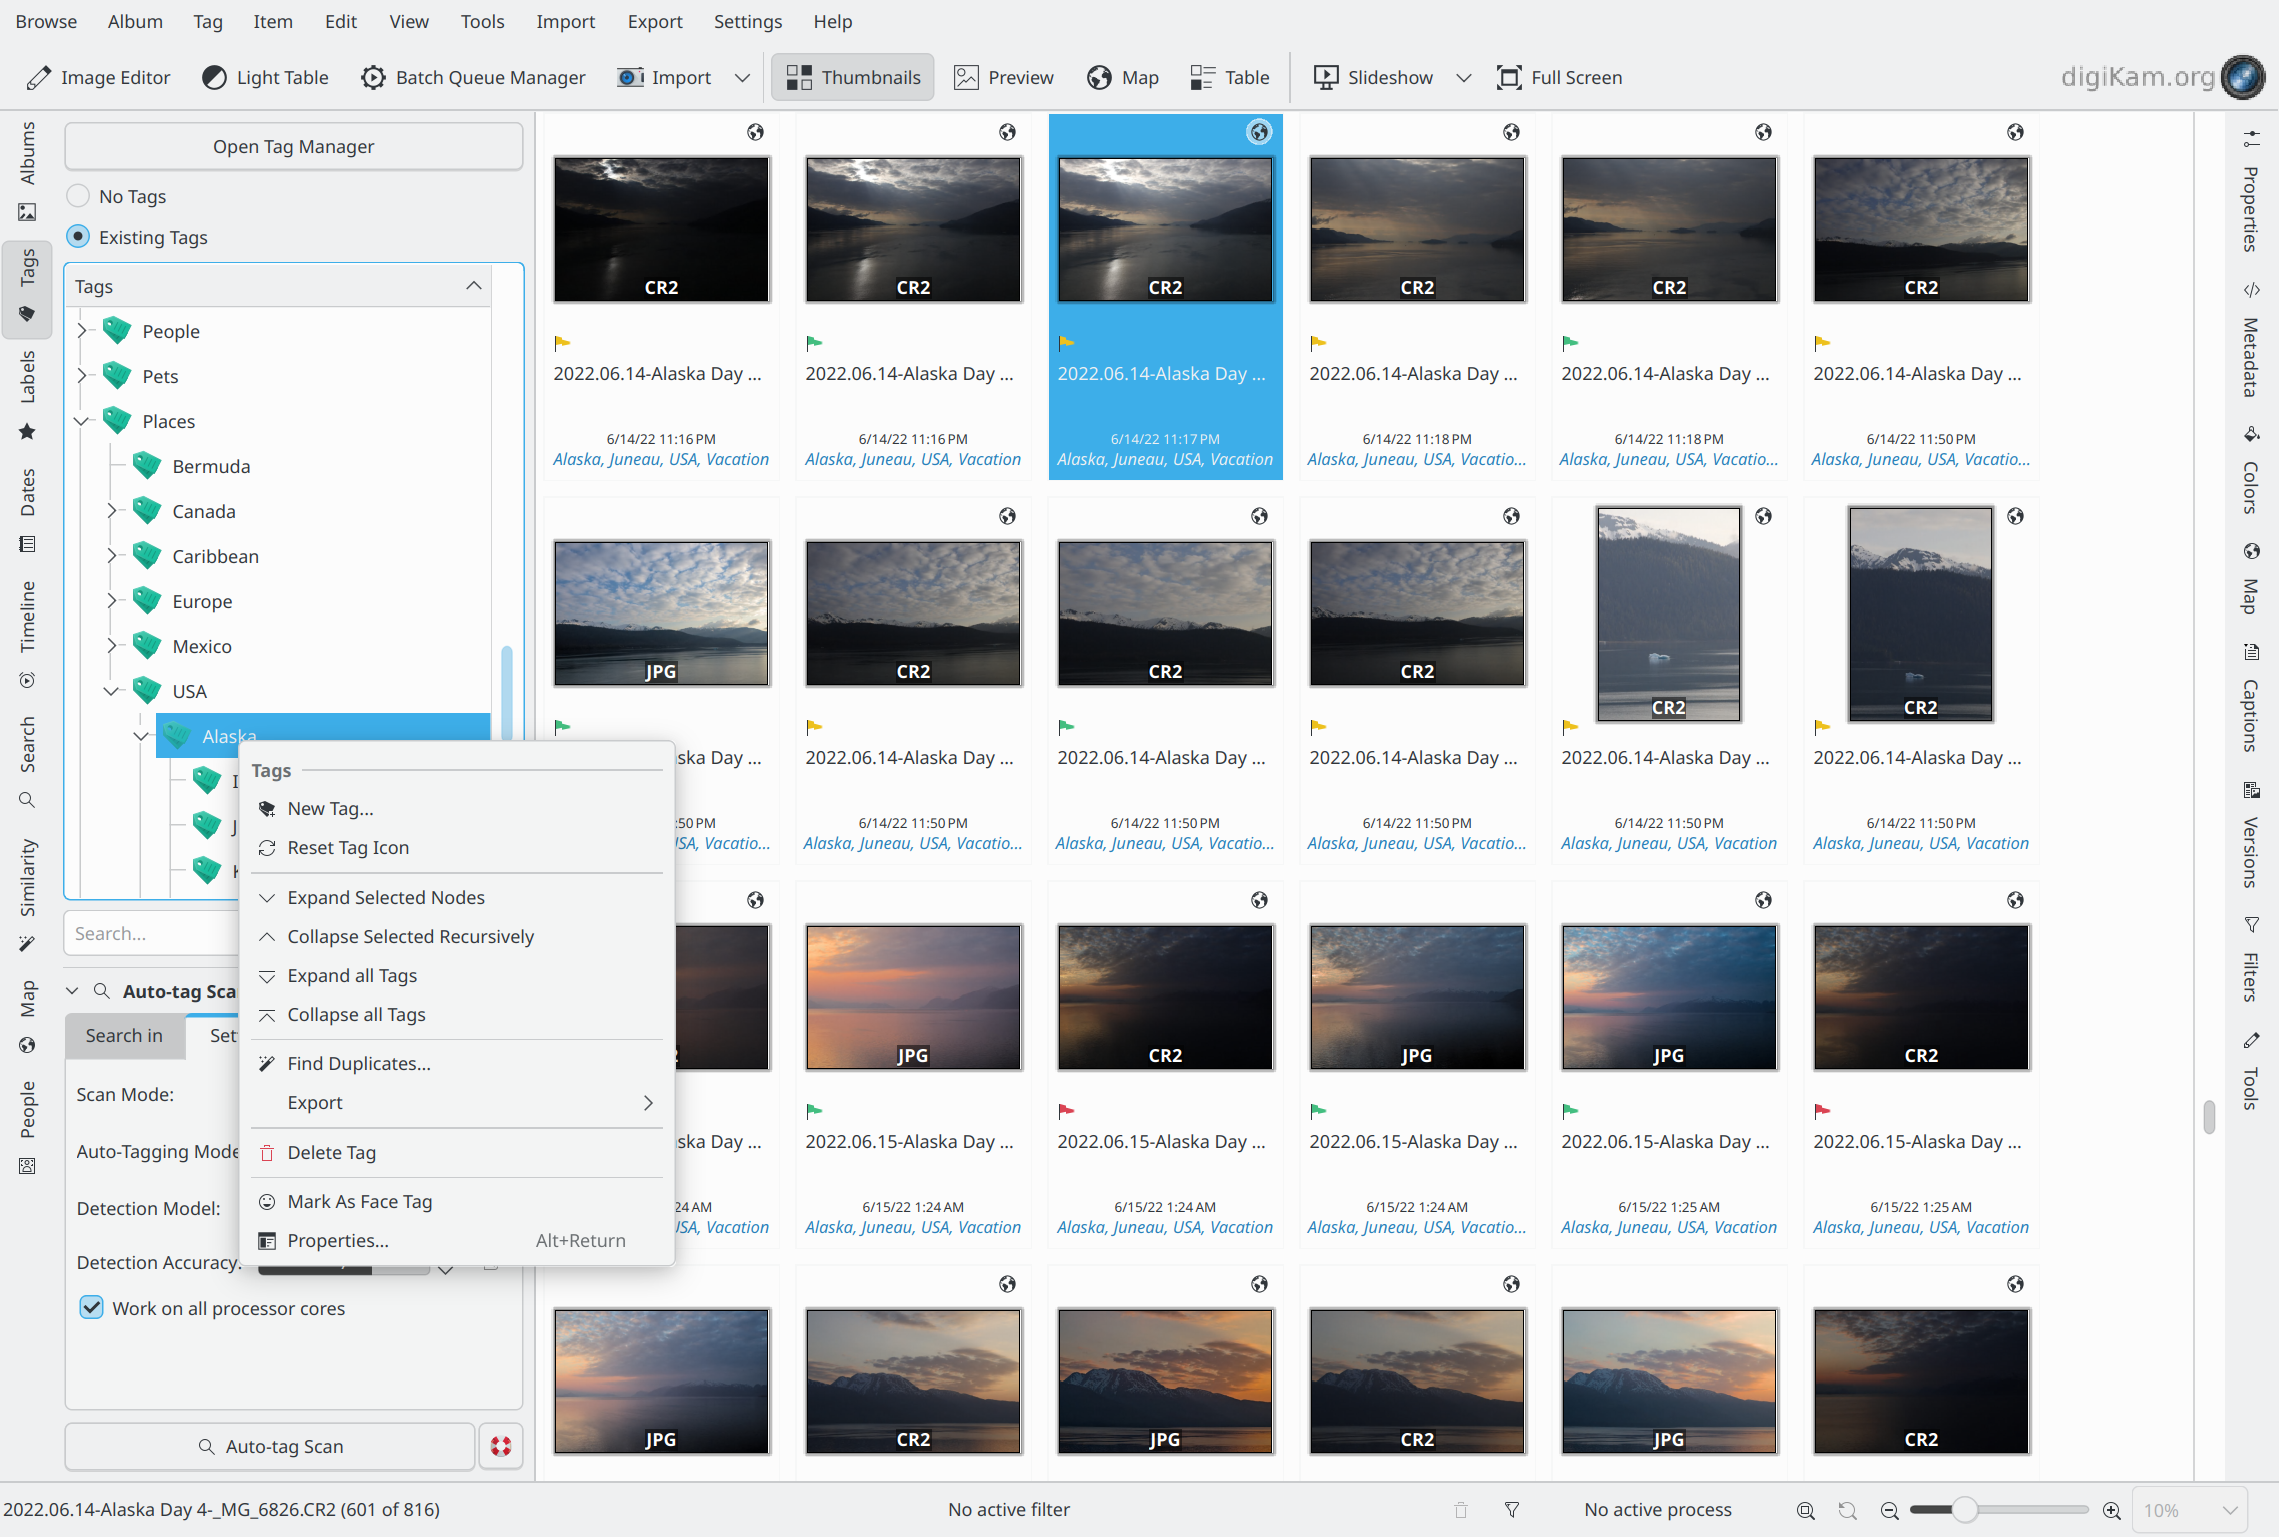 Browse Album Tag Item Edit View Tools Import Export Settings Help
Image Editor Light Table Batch Queue Manager Import Thumbnails Preview Map Table Slideshow Full Screen digiKam.org
Albums
Tags
Labels
Dates
Timeline
Search
Similarity
Map
People
Open Tag Manager
No Tags
Existing Tags
Tags
People
Pets
Places
Bermuda
Canada
Caribbean
Europe
Mexico
USA
Alaska
Search...
Auto-tag Sca
Search in Set
Scan Mode:
Auto-Tagging Mode
Detection Model:
Detection Accuracy:
Work on all processor cores
Auto-tag Scan
Tags
New Tag...
Reset Tag Icon
Expand Selected Nodes
Collapse Selected Recursively
Expand all Tags
Collapse all Tags
Find Duplicates...
Export
Delete Tag
Mark As Face Tag
Properties... Alt+Return
CR2 CR2 CR2 CR2 CR2 CR2
2022.06.14-Alaska Day ... 2022.06.14-Alaska Day ... 2022.06.14-Alaska Day ... 2022.06.14-Alaska Day ... 2022.06.14-Alaska Day ... 2022.06.14-Alaska Day ...
6/14/22 11:16 PM 6/14/22 11:16 PM 6/14/22 11:17 PM 6/14/22 11:18 PM 6/14/22 11:18 PM 6/14/22 11:50 PM
Alaska, Juneau, USA, Vacation Alaska, Juneau, USA, Vacation Alaska, Juneau, USA, Vacation Alaska, Juneau, USA, Vacatio... Alaska, Juneau, USA, Vacatio... Alaska, Juneau, USA, Vacatio...
JPG CR2 CR2 CR2 CR2 CR2
ska Day ... 2022.06.14-Alaska Day ... 2022.06.14-Alaska Day ... 2022.06.14-Alaska Day ... 2022.06.14-Alaska Day ... 2022.06.14-Alaska Day ...
:50 PM 6/14/22 11:50 PM 6/14/22 11:50 PM 6/14/22 11:50 PM 6/14/22 11:50 PM 6/14/22 11:50 PM
ISA, Vacatio... Alaska, Juneau, USA, Vacatio... Alaska, Juneau, USA, Vacatio... Alaska, Juneau, USA, Vacatio... Alaska, Juneau, USA, Vacation Alaska, Juneau, USA, Vacation
JPG CR2 JPG JPG CR2
ska Day ... 2022.06.15-Alaska Day ... 2022.06.15-Alaska Day ... 2022.06.15-Alaska Day ... 2022.06.15-Alaska Day ... 2022.06.15-Alaska Day ...
24 AM 6/15/22 1:24 AM 6/15/22 1:24 AM 6/15/22 1:24 AM 6/15/22 1:25 AM 6/15/22 1:25 AM
ISA, Vacation Alaska, Juneau, USA, Vacation Alaska, Juneau, USA, Vacation Alaska, Juneau, USA, Vacatio... Alaska, Juneau, USA, Vacation Alaska, Juneau, USA, Vacation
JPG CR2 JPG CR2 JPG CR2
Properties
Metadata
Colors
Map
Captions
Versions
Filters
Tools
2022.06.14-Alaska Day 4-_MG_6826.CR2 (601 of 816) No active filter No active process 10%